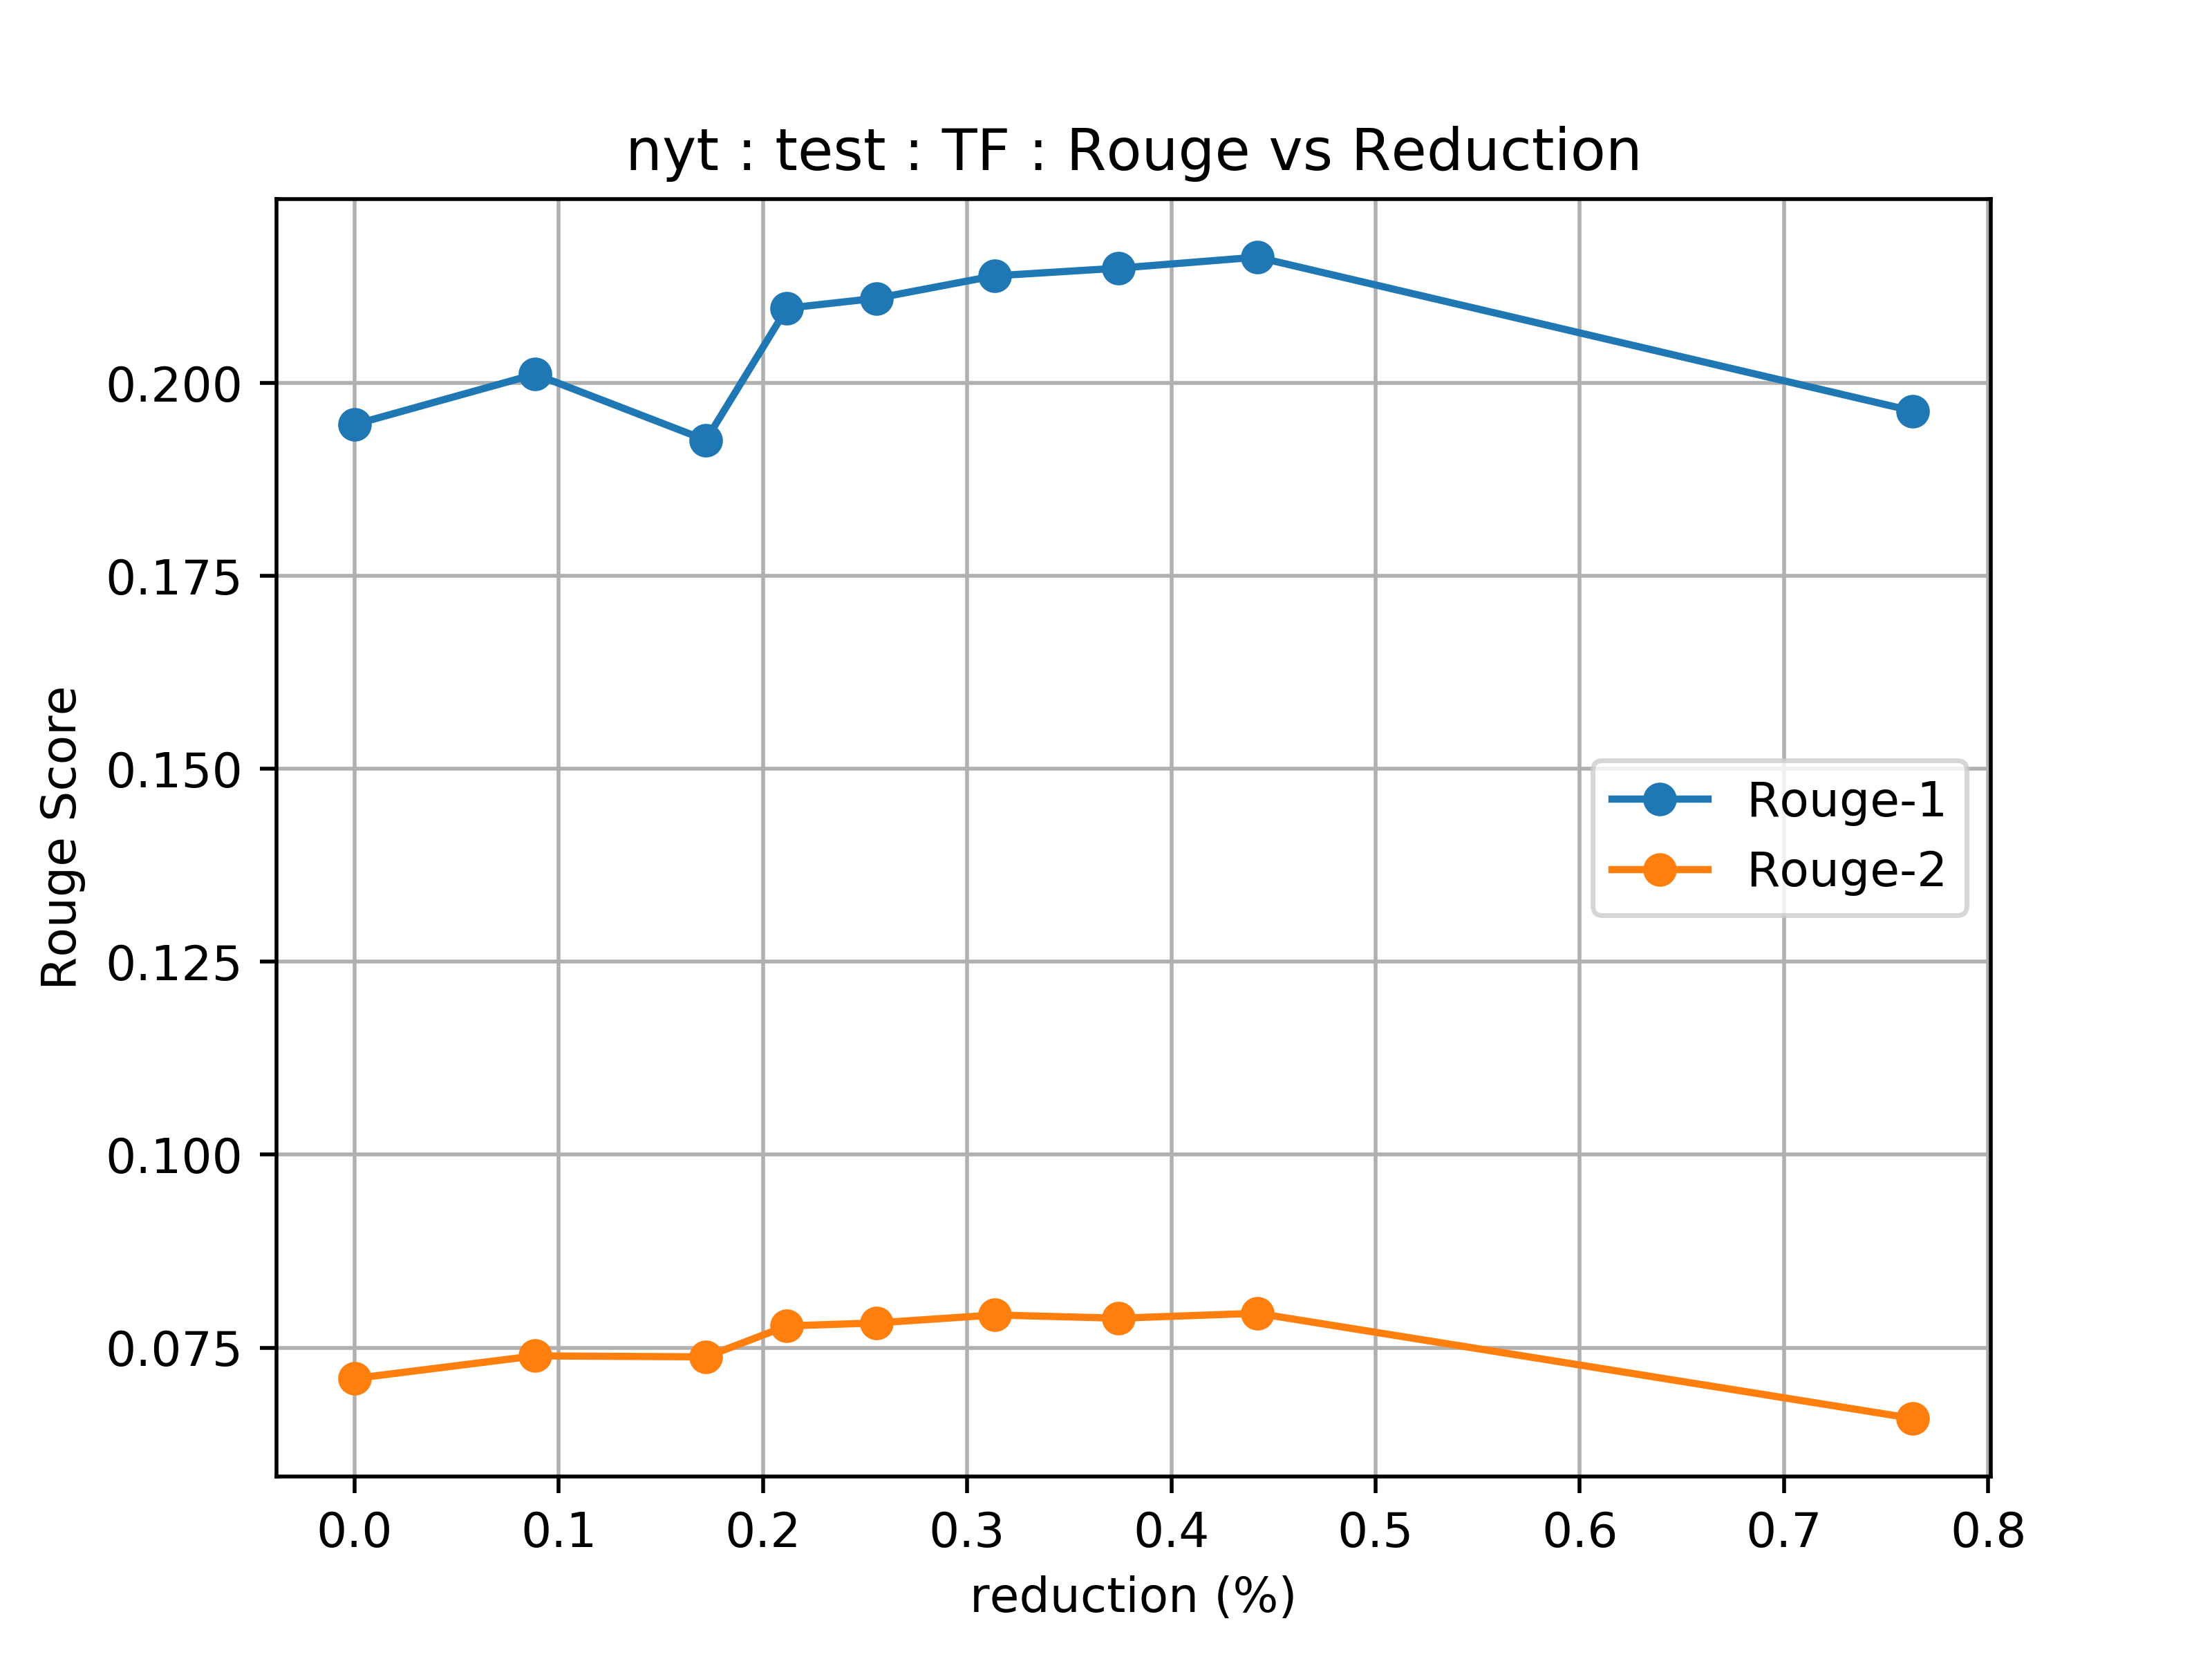 nyt : test : TF : Rouge vs Reduction
Rouge Score
0.200
0.175
0.150
0.125
0.100
0.075
Rouge-1
Rouge-2
0.0 0.1 0.2 0.3 0.4 0.5 0.6 0.7 0.8
reduction (%)